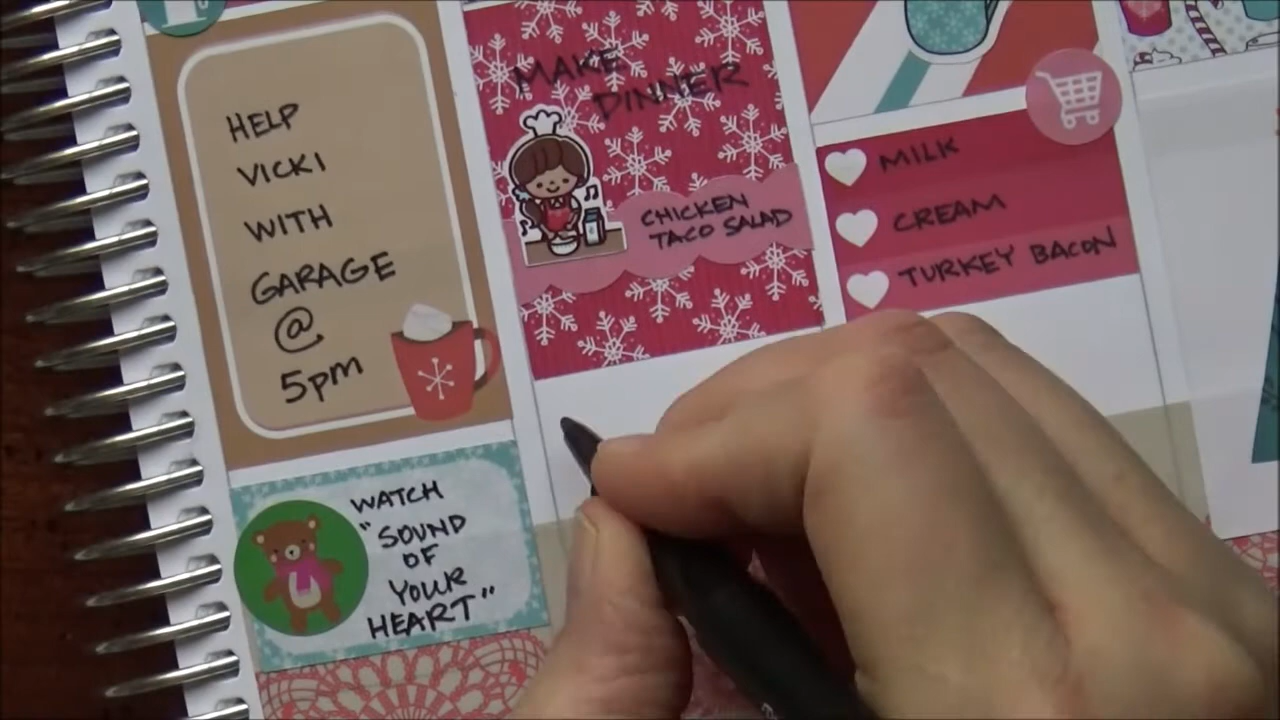 HELP
VICKI
WITH
GARAGE
@
5pm
WATCH
"SOUND
OF
YOUR
HEART"
MAKE
DINNER
CHICKEN
TACO SALAD
MILK
CREAM
TURKEY BACON